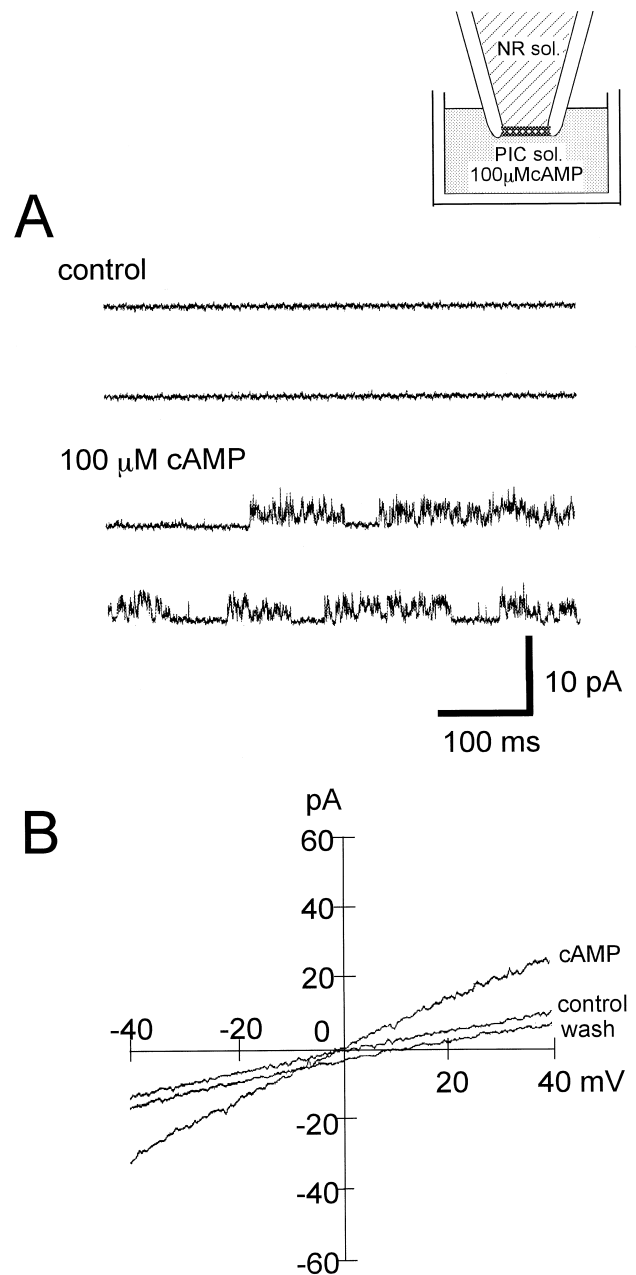 NR sol.
PIC sol.
100μMcAMP
A
control
100 μM cAMP
10 pA
100 ms
B
pA
60
40
20
cAMP
control
wash
-40
-20
0
20
40 mV
-20
-40
-60